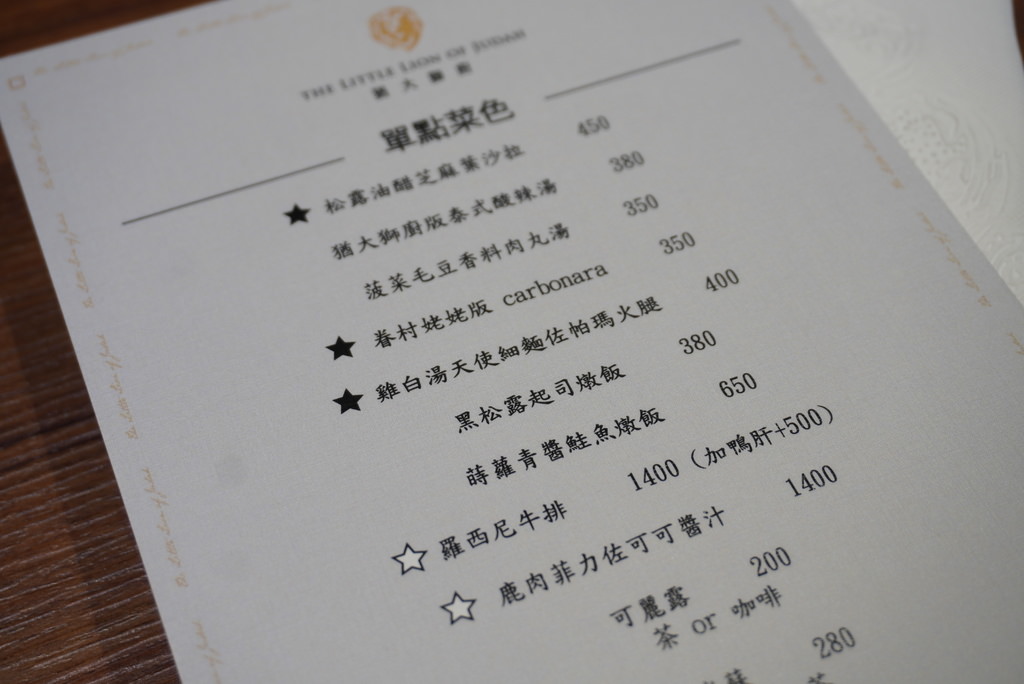 THE LITTLE LION OF JUDAH
猶大獅廚
單點菜色
★ 松露油醋芝麻葉沙拉 450
猶大獅廚版泰式酸辣湯 380
菠菜毛豆香料肉丸湯 350
★ 眷村姥姥版 carbonara 350
★ 雞白湯天使細麵佐帕瑪火腿 400
黑松露起司燉飯 380
蒔蘿青醬鮭魚燉飯 650
☆ 羅西尼牛排 1400 (加鴨肝+500)
☆ 鹿肉菲力佐可可醬汁 1400
可麗露 200
茶 or 咖啡
280